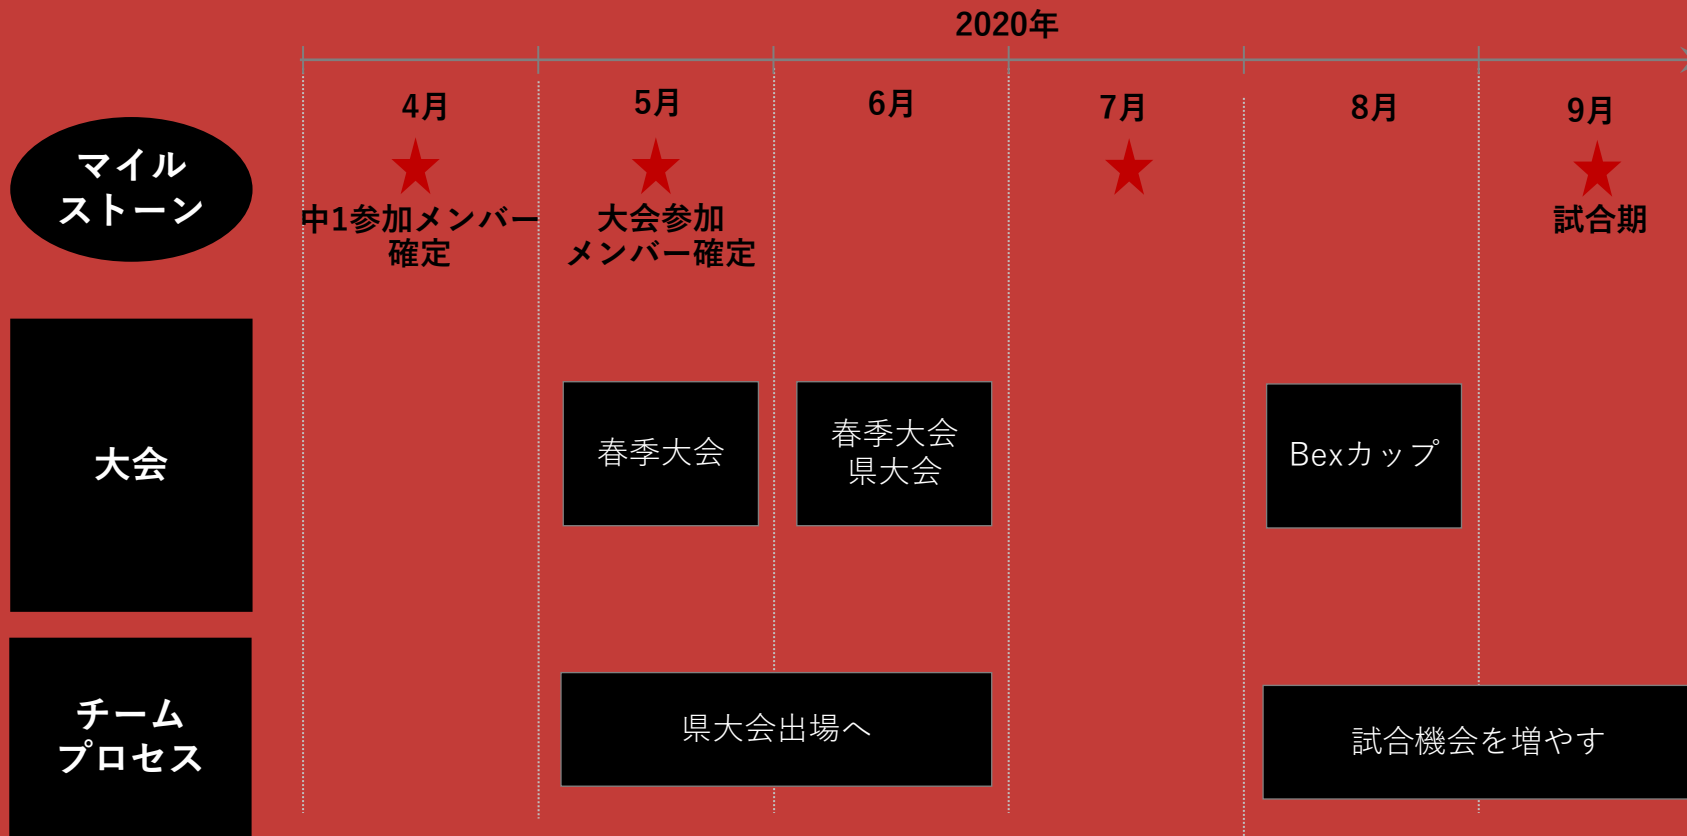 2020年
4月
5月
6月
7月
8月
9月
マイル
ストーン
中1参加メンバー
確定
大会参加
メンバー確定
試合期
大会
春季大会
春季大会
県大会
Bexカップ
チーム
プロセス
県大会出場へ
試合機会を増やす